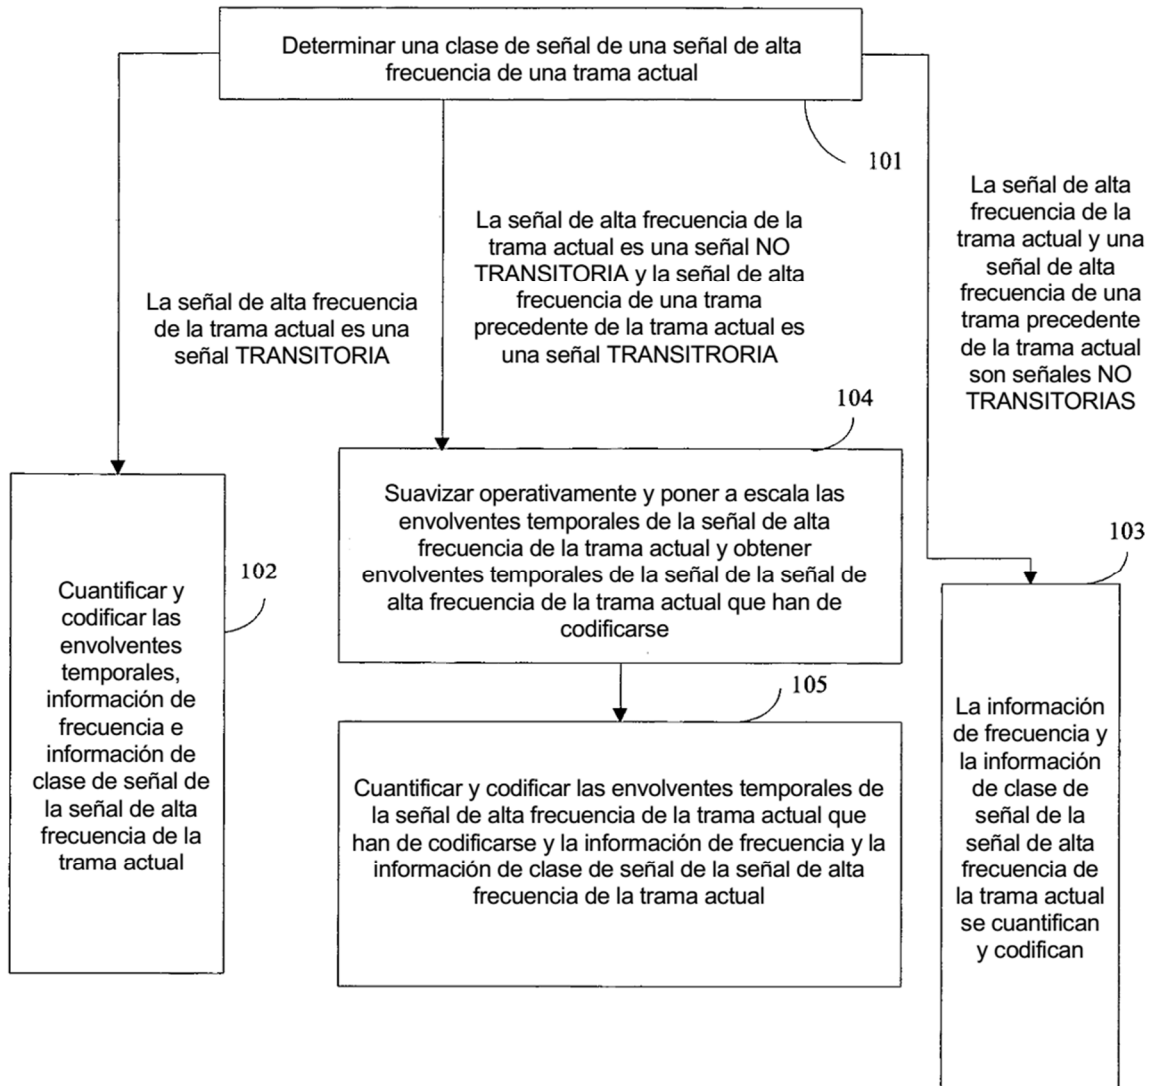 Determinar una clase de señal de una señal de alta
frecuencia de una trama actual
101
La señal de alta frecuencia
de la trama actual es una
señal TRANSITORIA
La señal de alta frecuencia de la
trama actual es una señal NO
TRANSITORIA y la señal de alta
frecuencia de una trama
precedente de la trama actual es
una señal TRANSITRORIA
La señal de alta
frecuencia de la
trama actual y una
señal de alta
frecuencia de una
trama precedente
de la trama actual
son señales NO
TRANSITORIAS
102
Cuantificar y
codificar las
envolventes
temporales,
información de
frecuencia e
información de
clase de señal de
la señal de alta
frecuencia de la
trama actual
104
Suavizar operativamente y poner a escala las
envolventes temporales de la señal de alta
frecuencia de la trama actual y obtener
envolventes temporales de la señal de la señal de
alta frecuencia de la trama actual que han de
codificarse
105
Cuantificar y codificar las envolventes temporales de
la señal de alta frecuencia de la trama actual que
han de codificarse y la información de frecuencia y la
información de clase de señal de la señal de alta
frecuencia de la trama actual
103
La información
de frecuencia y
la información
de clase de
señal de la
señal de alta
frecuencia de
la trama actual
se cuantifican
y codifican